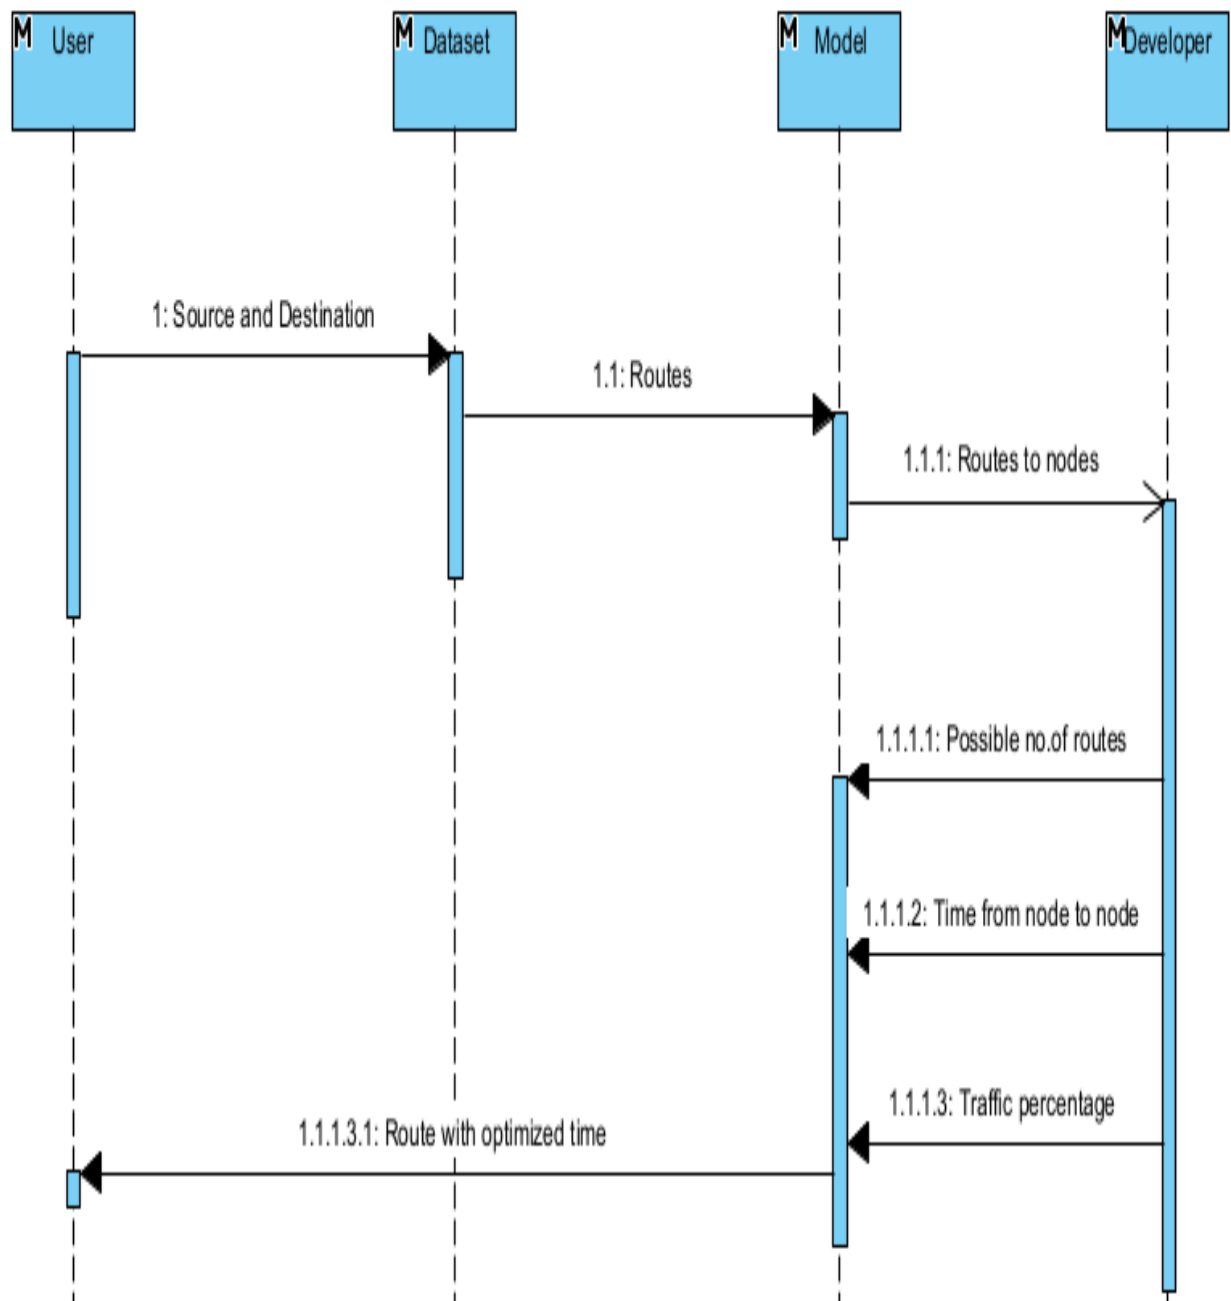 M User
M Dataset
M Model
M Developer
1: Source and Destination
1.1: Routes
1.1.1: Routes to nodes
1.1.1.1: Possible no.of routes
1.1.1.2: Time from node to node
1.1.1.3: Traffic percentage
1.1.1.3.1: Route with optimized time